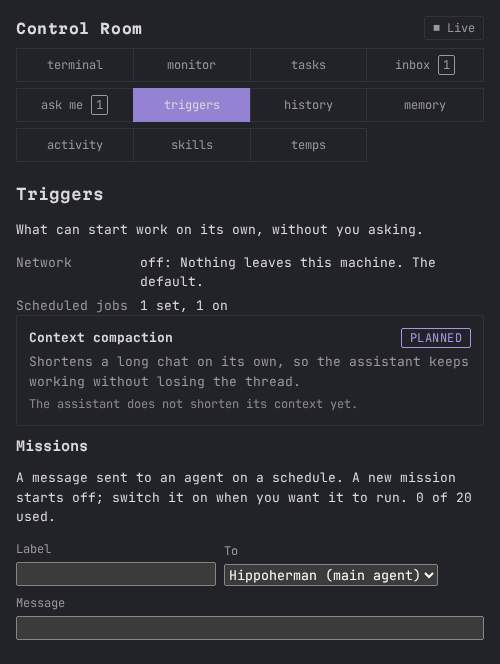 Control Room
Live
terminal
monitor
tasks
inbox 1
ask me 1
triggers
history
memory
activity
skills
temps
Triggers
What can start work on its own, without you asking.
Network
off: Nothing leaves this machine. The
default.
Scheduled jobs
1 set, 1 on
Context compaction
PLANNED
Shortens a long chat on its own, so the assistant keeps
working without losing the thread.
The assistant does not shorten its context yet.
Missions
A message sent to an agent on a schedule. A new mission
starts off; switch it on when you want it to run. 0 of 20
used.
Label
To
Hippoherman (main agent)
Message